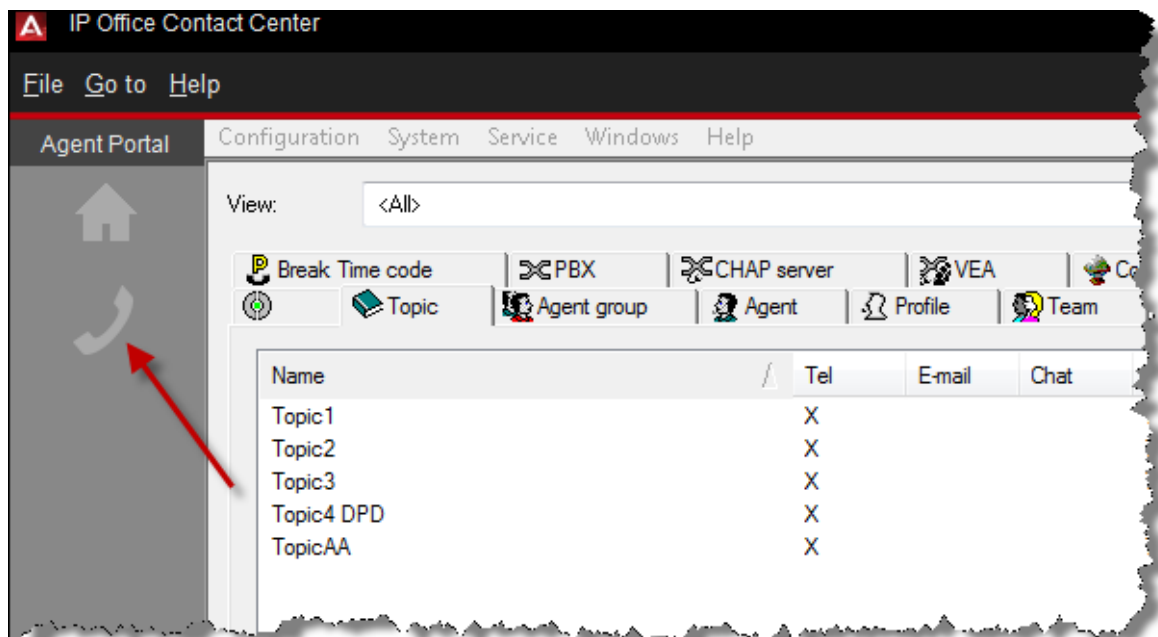 IP Office Contact Center
File Go to Help
Agent Portal
Configuration System Service Windows Help
View: <All>
Break Time code PBX CHAP server VEA
Topic Agent group Agent Profile Team
Name Tel E-mail Chat
Topic1 X
Topic2 X
Topic3 X
Topic4 DPD X
TopicAA X